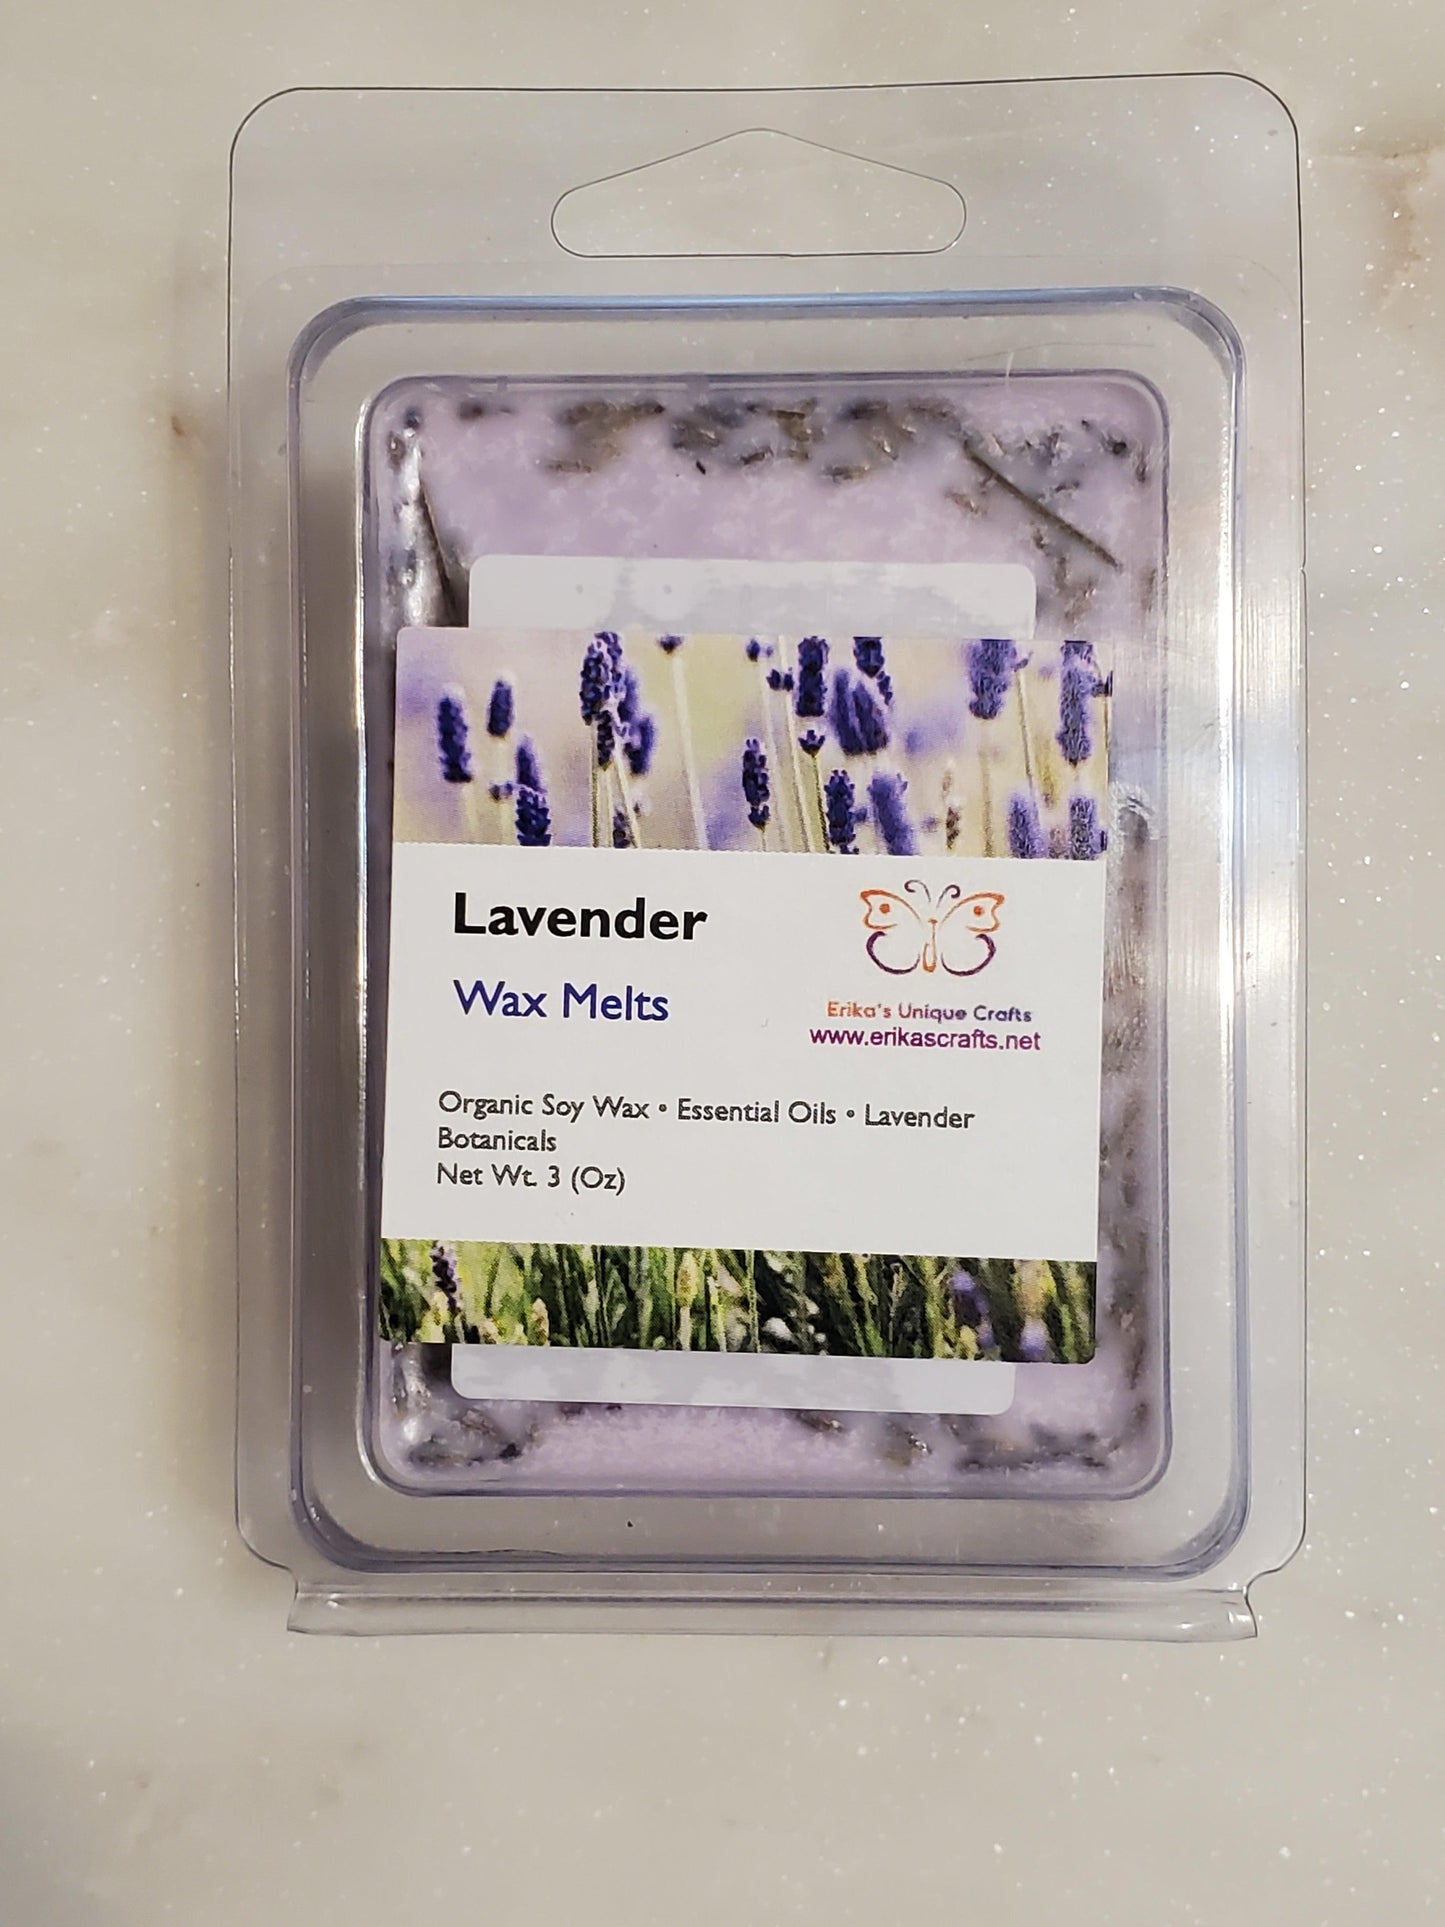 Lavender
Wax Melts
Erika's Unique Crafts
www.erikascrafts.net
Organic Soy Wax • Essential Oils • Lavender
Botanicals
Net Wt. 3 (Oz)